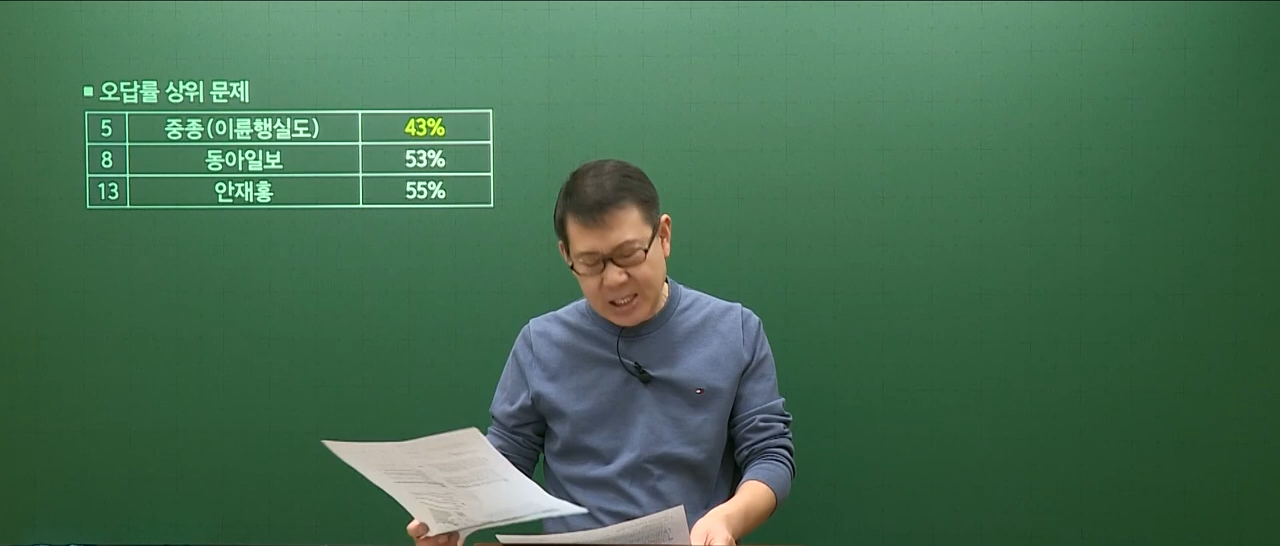 ▪ 오답률 상위 문제
5 중종(이륜행실도) 43%
8 동아일보 53%
13 안재홍 55%